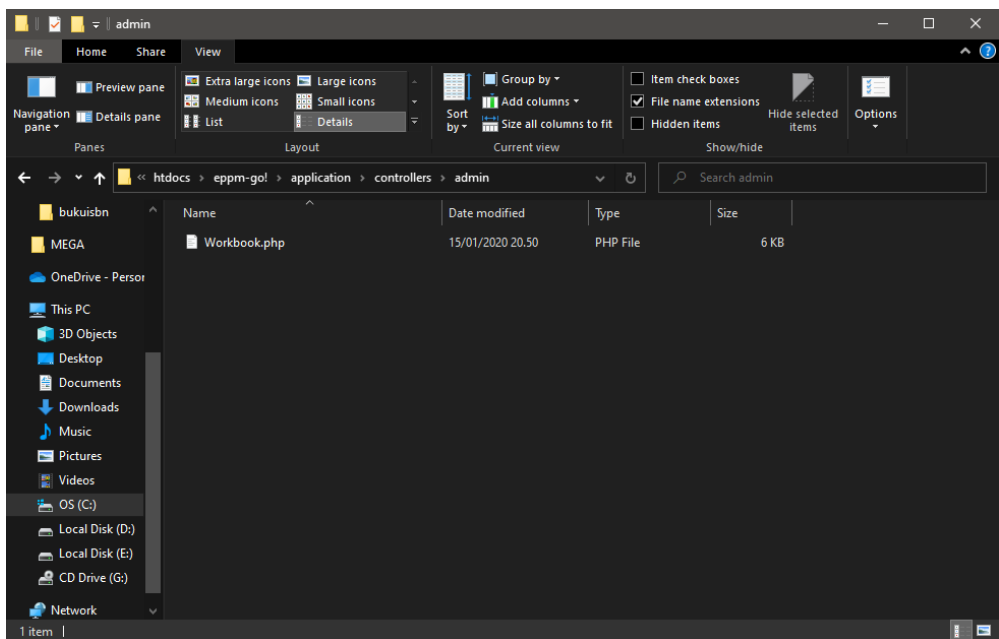 admin
File Home Share View
Navigation pane
Preview pane
Details pane
Panes
Extra large icons Large icons
Medium icons Small icons
List Details
Layout
Sort by
Group by
Add columns
Size all columns to fit
Current view
Item check boxes
File name extensions
Hidden items
Hide selected items
Show/hide
Options
« htdocs > eppm-go! > application > controllers > admin
Search admin
bukuisbn
MEGA
OneDrive - Person
This PC
3D Objects
Desktop
Documents
Downloads
Music
Pictures
Videos
OS (C:)
Local Disk (D:)
Local Disk (E:)
CD Drive (G:)
Network
Name Date modified Type Size
Workbook.php 15/01/2020 20.50 PHP File 6 KB
1 item